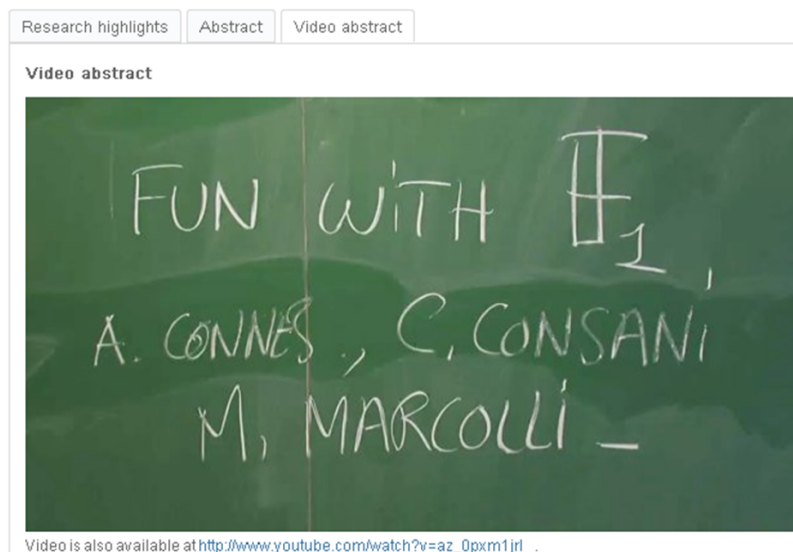 Research highlights Abstract Video abstract
Video abstract
FUN WITH 𝔽₁,
A. CONNES., C. CONSANI
M, MARCOLLI –
Video is also available at http://www.youtube.com/watch?v=az_0pxm1jrI .